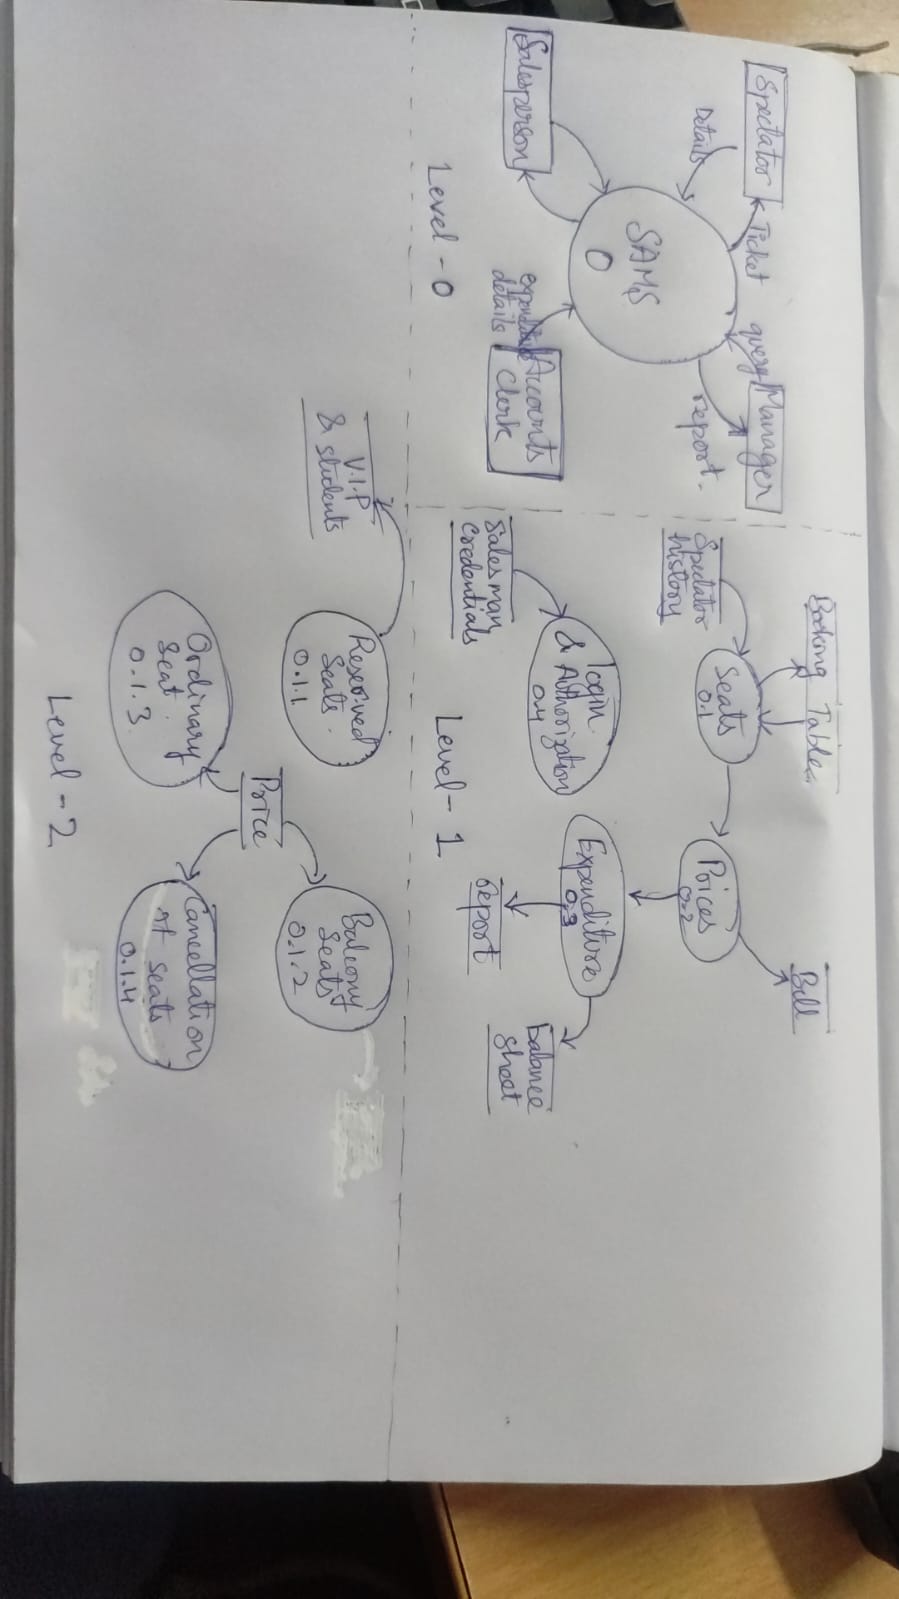 Spectator
Ticket
query
Manager
Details
report.
SAMS
0
Salesperson
expenditure
details
Accounts
Clerk
Level - 0
Booking Table
Bill
Seats
0.1
Prices
0.2
Spectator
history
login
& Authorization
0.4
Expenditure
0.3
Salesman
Credentials
report
balance
sheet
Level - 1
V.I.P
& students
Reserved
Seats.
0.1.1
Balcony
Seats
0.1.2
Price
Ordinary
Seat.
0.1.3
Cancellation
of seats
0.1.4
Level - 2